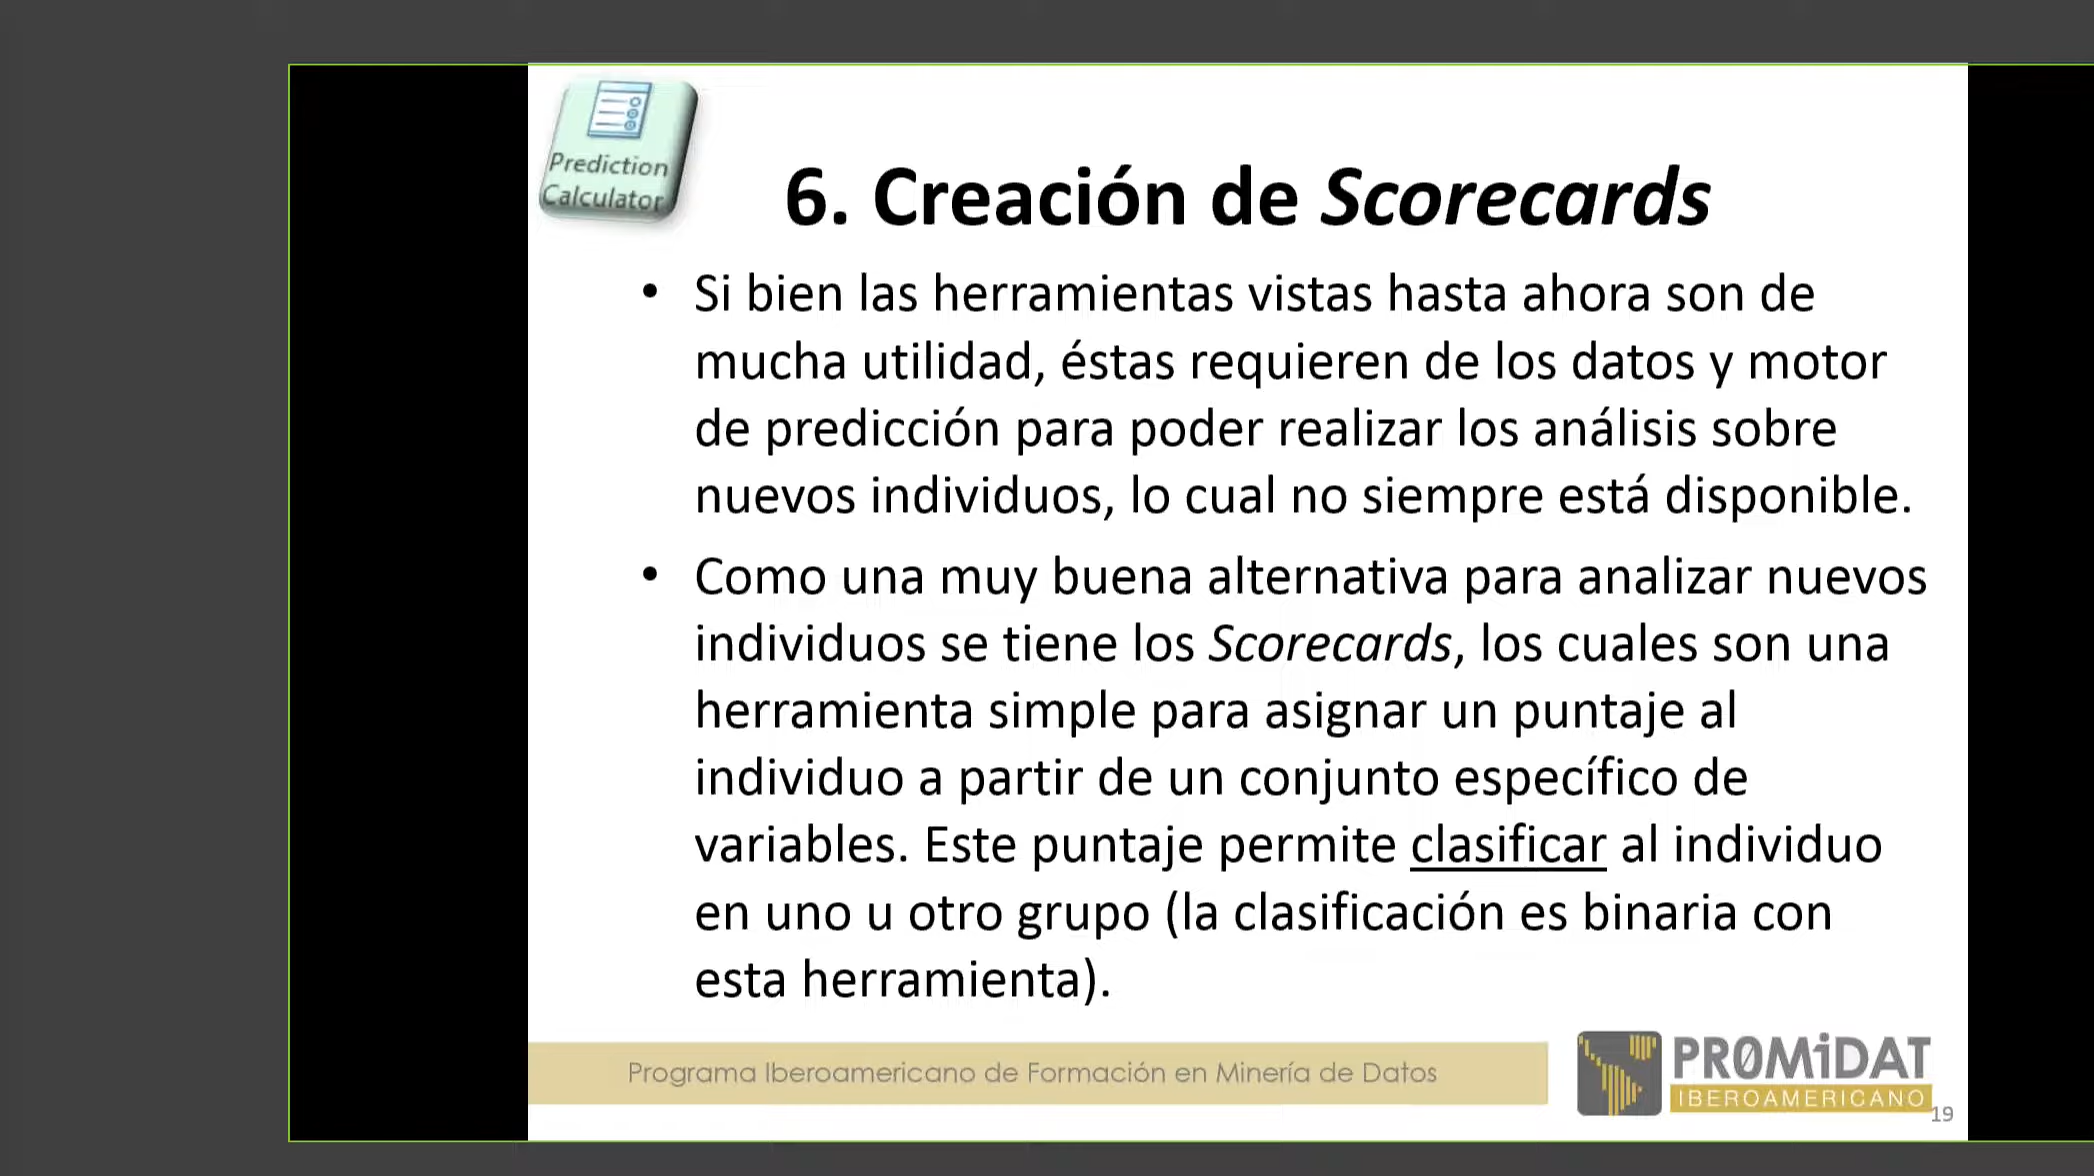 Prediction
Calculator
6. Creación de Scorecards
• Si bien las herramientas vistas hasta ahora son de
mucha utilidad, éstas requieren de los datos y motor
de predicción para poder realizar los análisis sobre
nuevos individuos, lo cual no siempre está disponible.
• Como una muy buena alternativa para analizar nuevos
individuos se tiene los Scorecards, los cuales son una
herramienta simple para asignar un puntaje al
individuo a partir de un conjunto específico de
variables. Este puntaje permite clasificar al individuo
en uno u otro grupo (la clasificación es binaria con
esta herramienta).
Programa Iberoamericano de Formación en Minería de Datos
PR0MiDAT
IBEROAMERICANO
19